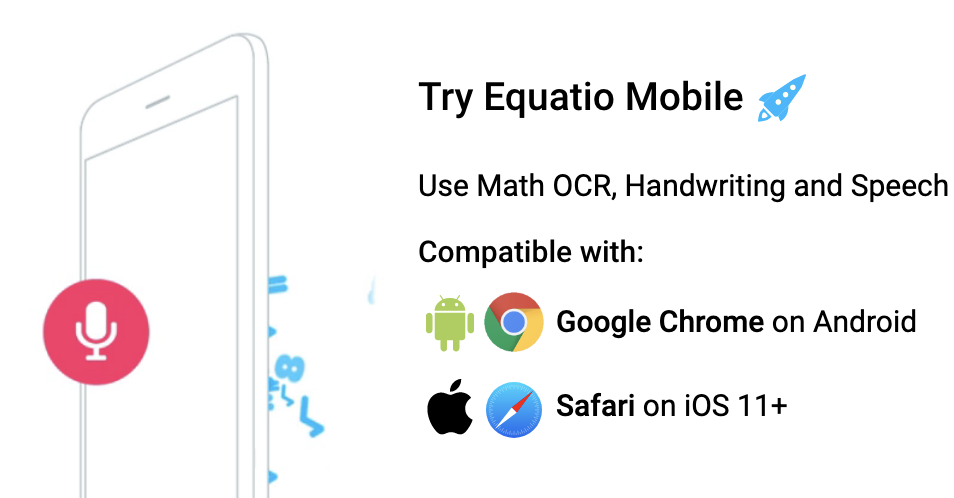 Try Equatio Mobile
Use Math OCR, Handwriting and Speech
Compatible with:
Google Chrome on Android
Safari on iOS 11+